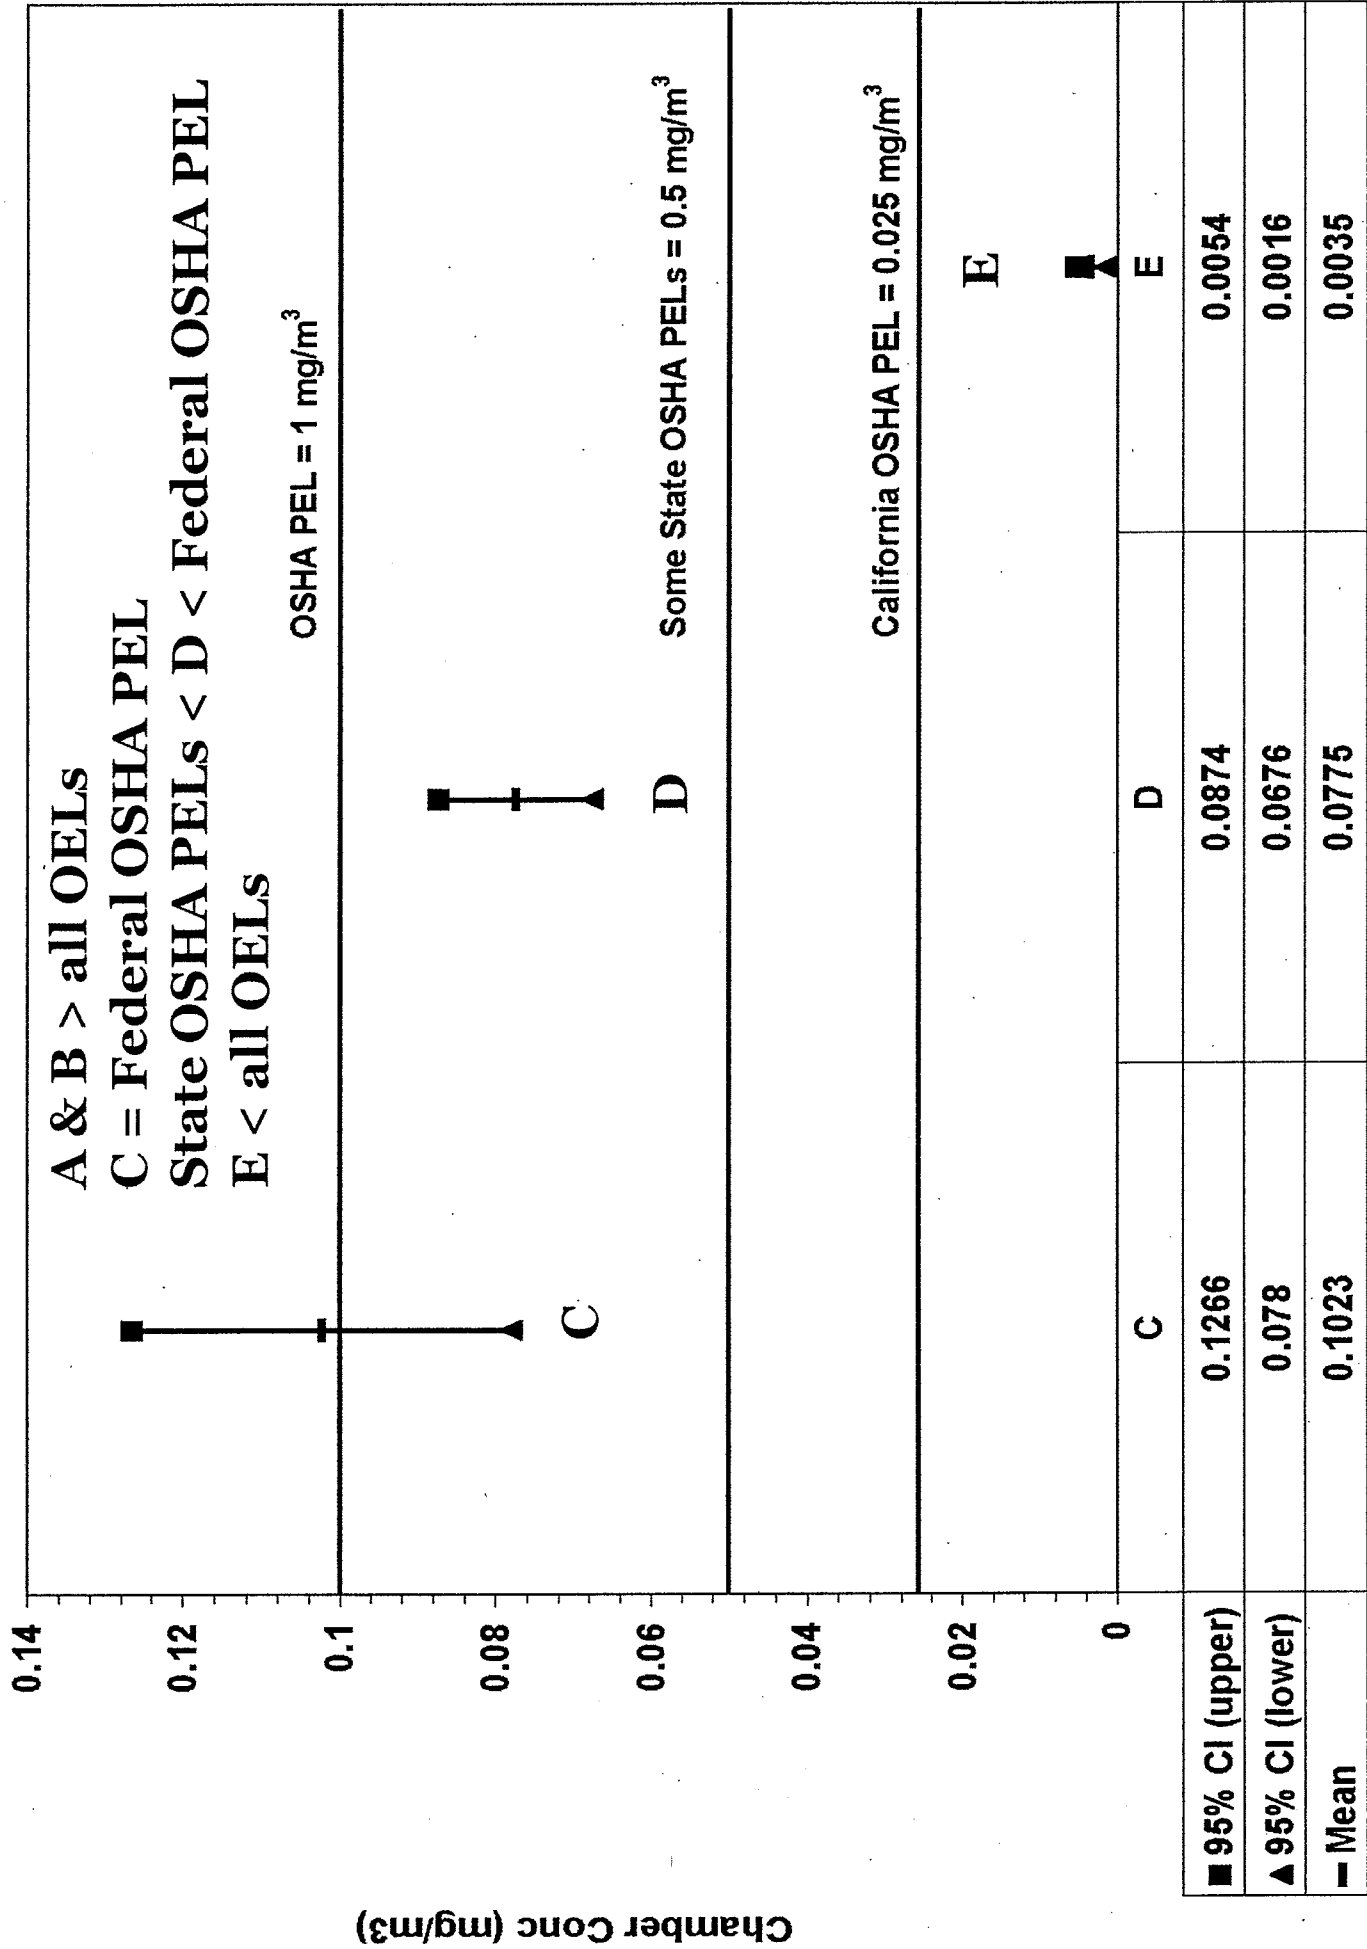 A & B > all OELs
C = Federal OSHA PEL
State OSHA PELs < D < Federal OSHA PEL
E < all OELs
OSHA PEL = 1 mg/m³
Some State OSHA PELs = 0.5 mg/m³
California OSHA PEL = 0.025 mg/m³
C
D
E
Chamber Conc (mg/m3)
0.14
0.12
0.1
0.08
0.06
0.04
0.02
0
C D E
■ 95% CI (upper) 0.1266 0.0874 0.0054
▲ 95% CI (lower) 0.078 0.0676 0.0016
– Mean 0.1023 0.0775 0.0035